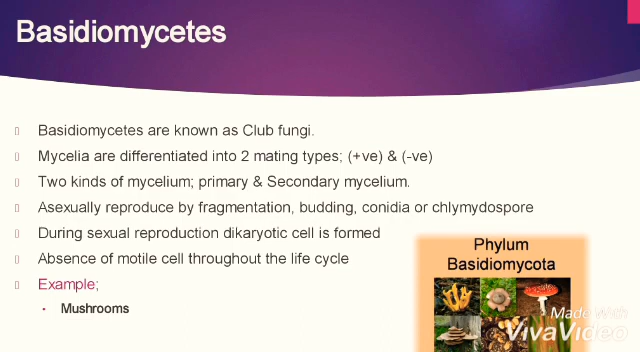 Basidiomycetes
Basidiomycetes are known as Club fungi.
Mycelia are differentiated into 2 mating types; (+ve) & (-ve)
Two kinds of mycelium; primary & Secondary mycelium.
Asexually reproduce by fragmentation, budding, conidia or chlymydospore
During sexual reproduction dikaryotic cell is formed
Absence of motile cell throughout the life cycle
Example;
• Mushrooms
Phylum
Basidiomycota
Made With
VivaVideo